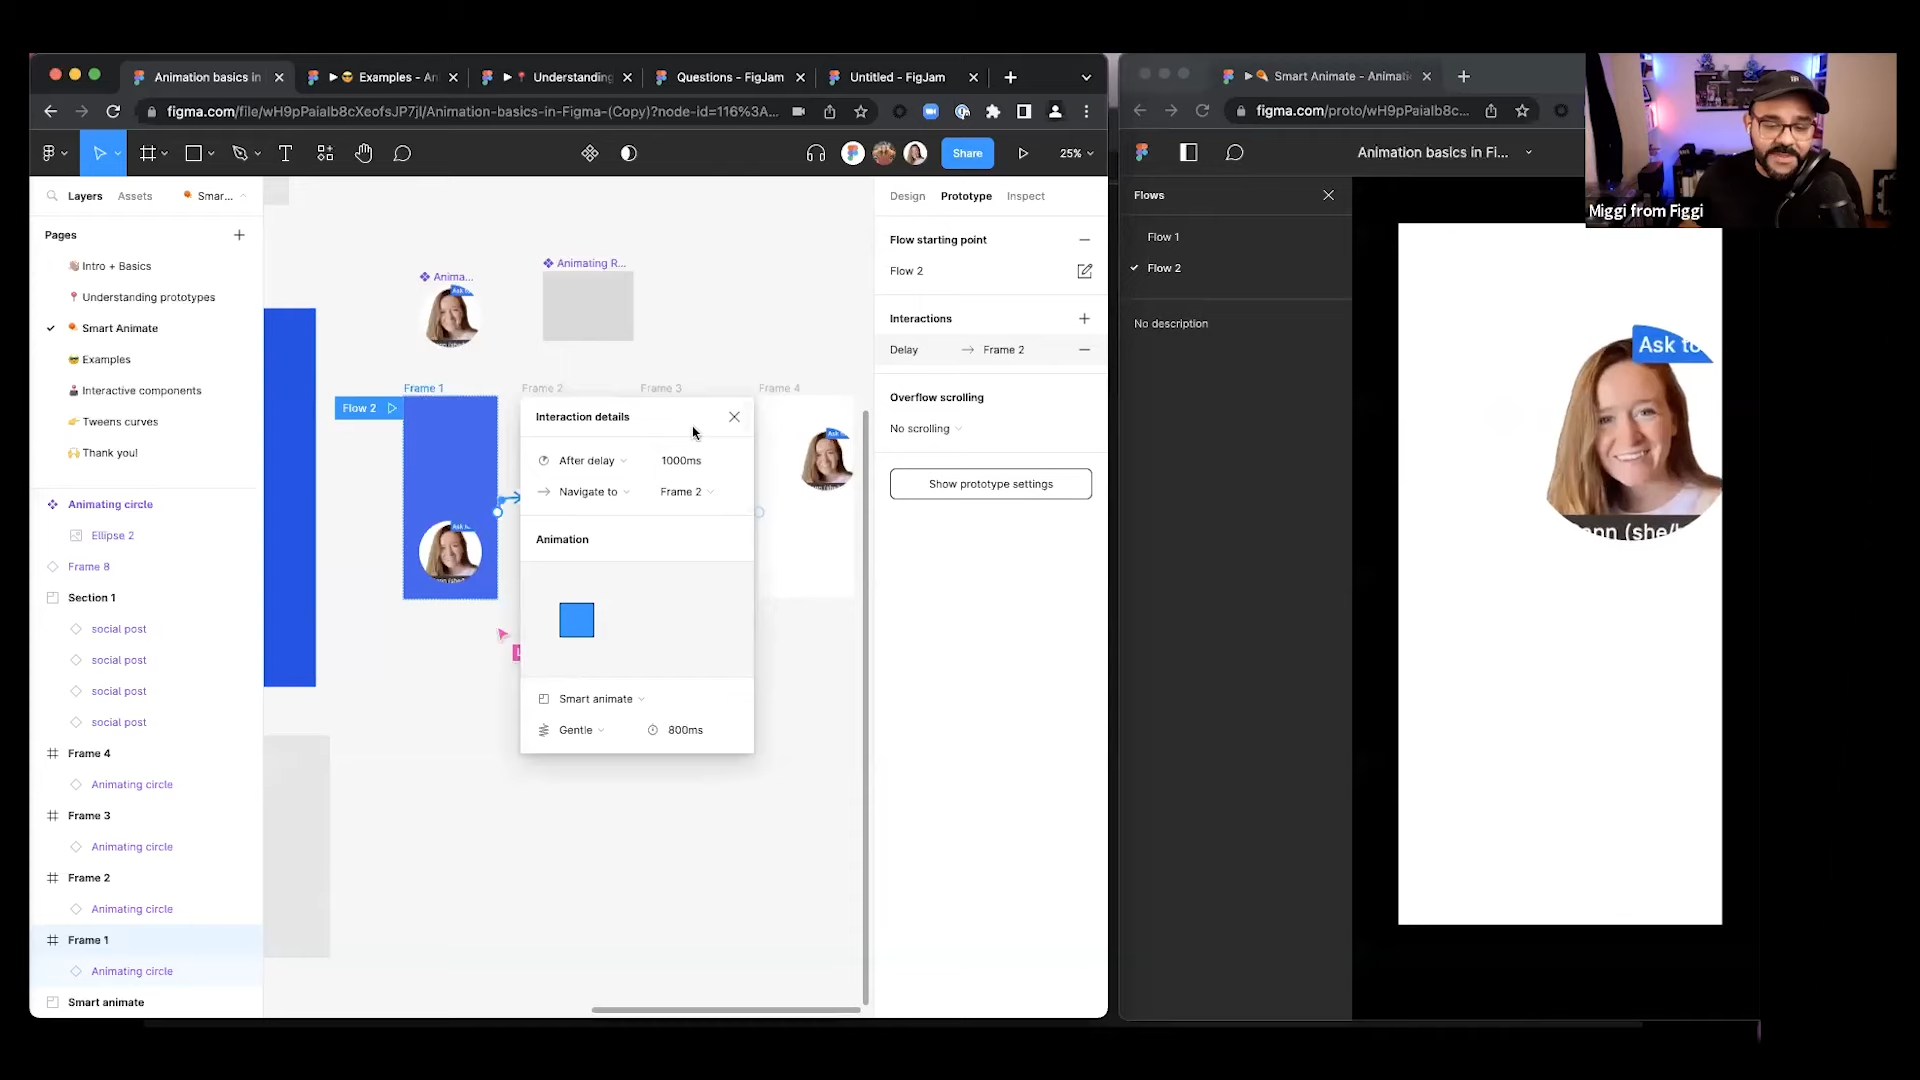 Animation basics in
Examples - An
Understanding
Questions - FigJam
Untitled - FigJam
figma.com/file/wH9pPaiaIb8cXeofsJP7jl/Animation-basics-in-Figma-(Copy)?node-id=116%3A...
Share
25%
Layers
Assets
Smar...
Pages
Intro + Basics
Understanding prototypes
Smart Animate
Examples
Interactive components
Tweens curves
Thank you!
Animating circle
Ellipse 2
Frame 8
Section 1
social post
social post
social post
social post
Frame 4
Animating circle
Frame 3
Animating circle
Frame 2
Animating circle
Frame 1
Animating circle
Smart animate
Anima...
Animating R...
Frame 1
Frame 2
Frame 3
Frame 4
Flow 2
Interaction details
After delay
1000ms
Navigate to
Frame 2
Animation
Smart animate
Gentle
800ms
Design
Prototype
Inspect
Flow starting point
Flow 2
Interactions
Delay
Frame 2
Overflow scrolling
No scrolling
Show prototype settings
Smart Animate - Animati
figma.com/proto/wH9pPaiaIb8c...
Animation basics in Fi...
Flows
Flow 1
Flow 2
No description
Ask to
nn (she/h
Miggi from Figgi